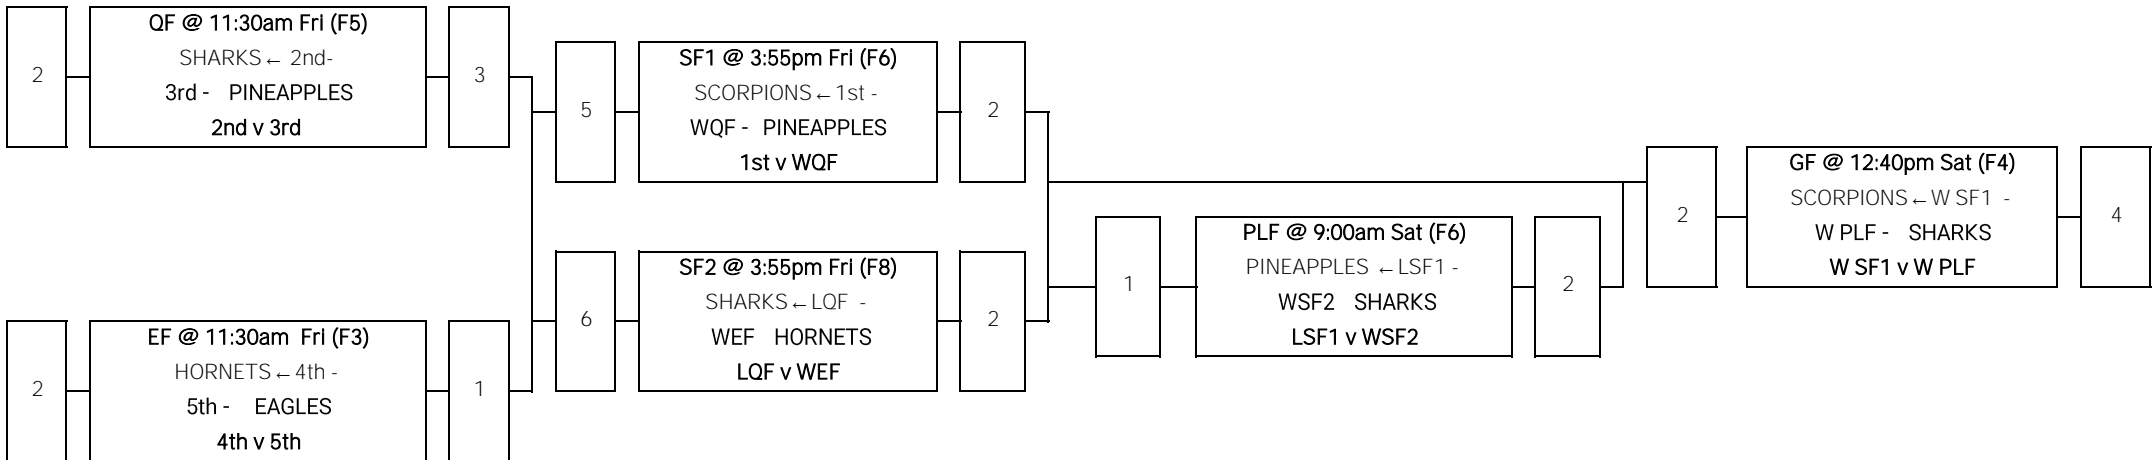 2
QF @ 11:30am Fri (F5)
SHARKS ← 2nd-
3rd - PINEAPPLES
2nd v 3rd
3
2
EF @ 11:30am Fri (F3)
HORNETS ← 4th -
5th - EAGLES
4th v 5th
1
5
SF1 @ 3:55pm Fri (F6)
SCORPIONS ← 1st -
WQF - PINEAPPLES
1st v WQF
2
6
SF2 @ 3:55pm Fri (F8)
SHARKS ← LQF -
WEF HORNETS
LQF v WEF
2
1
PLF @ 9:00am Sat (F6)
PINEAPPLES ← LSF1 -
WSF2 SHARKS
LSF1 v WSF2
2
2
GF @ 12:40pm Sat (F4)
SCORPIONS ← W SF1 -
W PLF - SHARKS
W SF1 v W PLF
4